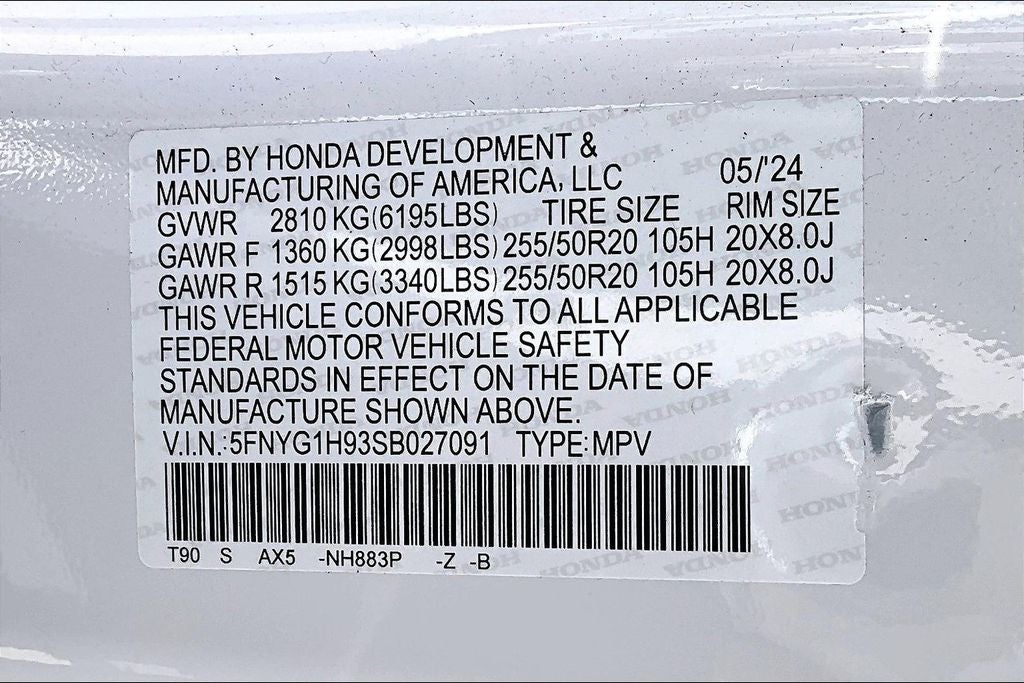 MFD. BY HONDA DEVELOPMENT &
MANUFACTURING OF AMERICA, LLC 05/'24
GVWR 2810 KG(6195LBS) TIRE SIZE RIM SIZE
GAWR F 1360 KG(2998LBS) 255/50R20 105H 20X8.0J
GAWR R 1515 KG(3340LBS) 255/50R20 105H 20X8.0J
THIS VEHICLE CONFORMS TO ALL APPLICABLE
FEDERAL MOTOR VEHICLE SAFETY
STANDARDS IN EFFECT ON THE DATE OF
MANUFACTURE SHOWN ABOVE.
V.I.N.:5FNYG1H93SB027091 TYPE:MPV
T90 S AX5 -NH883P -Z -B